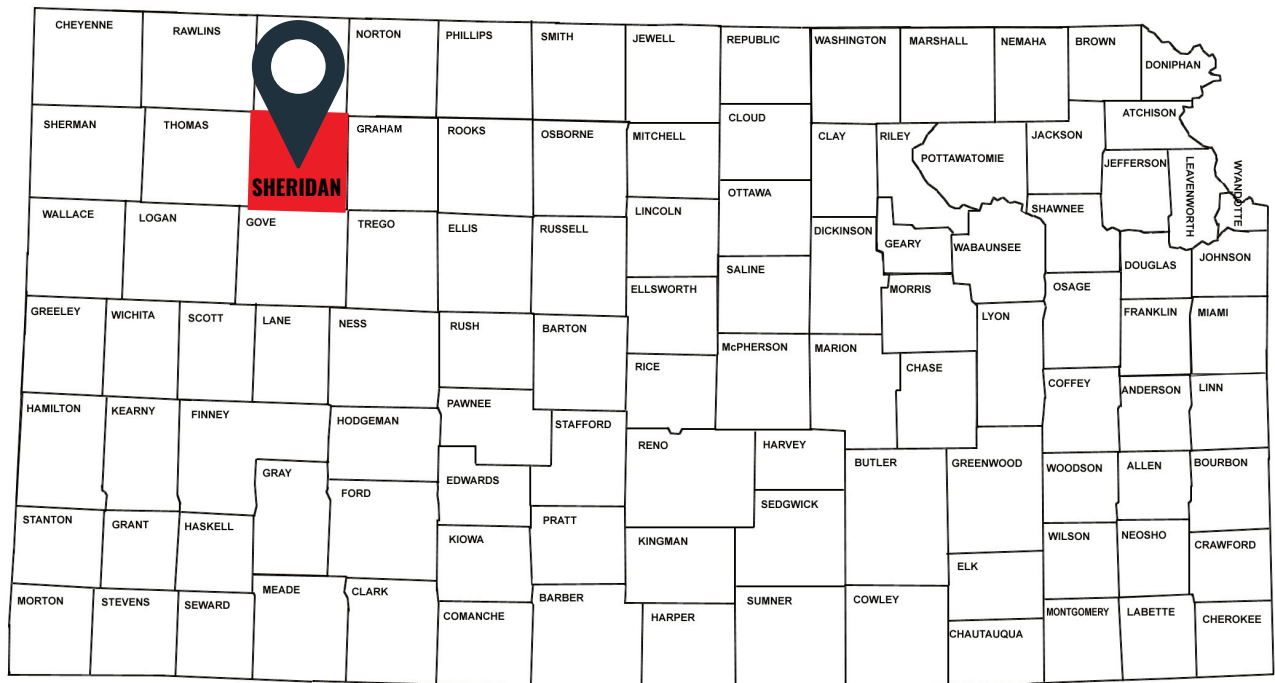 CHEYENNE
RAWLINS
NORTON
PHILLIPS
SMITH
JEWELL
REPUBLIC
WASHINGTON
MARSHALL
NEMAHA
BROWN
DONIPHAN
SHERMAN
THOMAS
SHERIDAN
GRAHAM
ROOKS
OSBORNE
MITCHELL
CLOUD
CLAY
RILEY
POTTAWATOMIE
JACKSON
ATCHISON
JEFFERSON
LEAVENWORTH
WYANDOTTE
WALLACE
LOGAN
GOVE
TREGO
ELLIS
RUSSELL
LINCOLN
OTTAWA
DICKINSON
GEARY
WABAUNSEE
SHAWNEE
DOUGLAS
JOHNSON
ELLSWORTH
SALINE
MORRIS
LYON
OSAGE
FRANKLIN
MIAMI
GREELEY
WICHITA
SCOTT
LANE
NESS
RUSH
BARTON
RICE
McPHERSON
MARION
CHASE
COFFEY
ANDERSON
LINN
HAMILTON
KEARNY
FINNEY
HODGEMAN
PAWNEE
STAFFORD
RENO
HARVEY
BUTLER
GREENWOOD
WOODSON
ALLEN
BOURBON
GRAY
FORD
EDWARDS
SEDGWICK
STANTON
GRANT
HASKELL
KIOWA
PRATT
KINGMAN
ELK
WILSON
NEOSHO
CRAWFORD
MORTON
STEVENS
SEWARD
MEADE
CLARK
COMANCHE
BARBER
HARPER
SUMNER
COWLEY
CHAUTAUQUA
MONTGOMERY
LABETTE
CHEROKEE